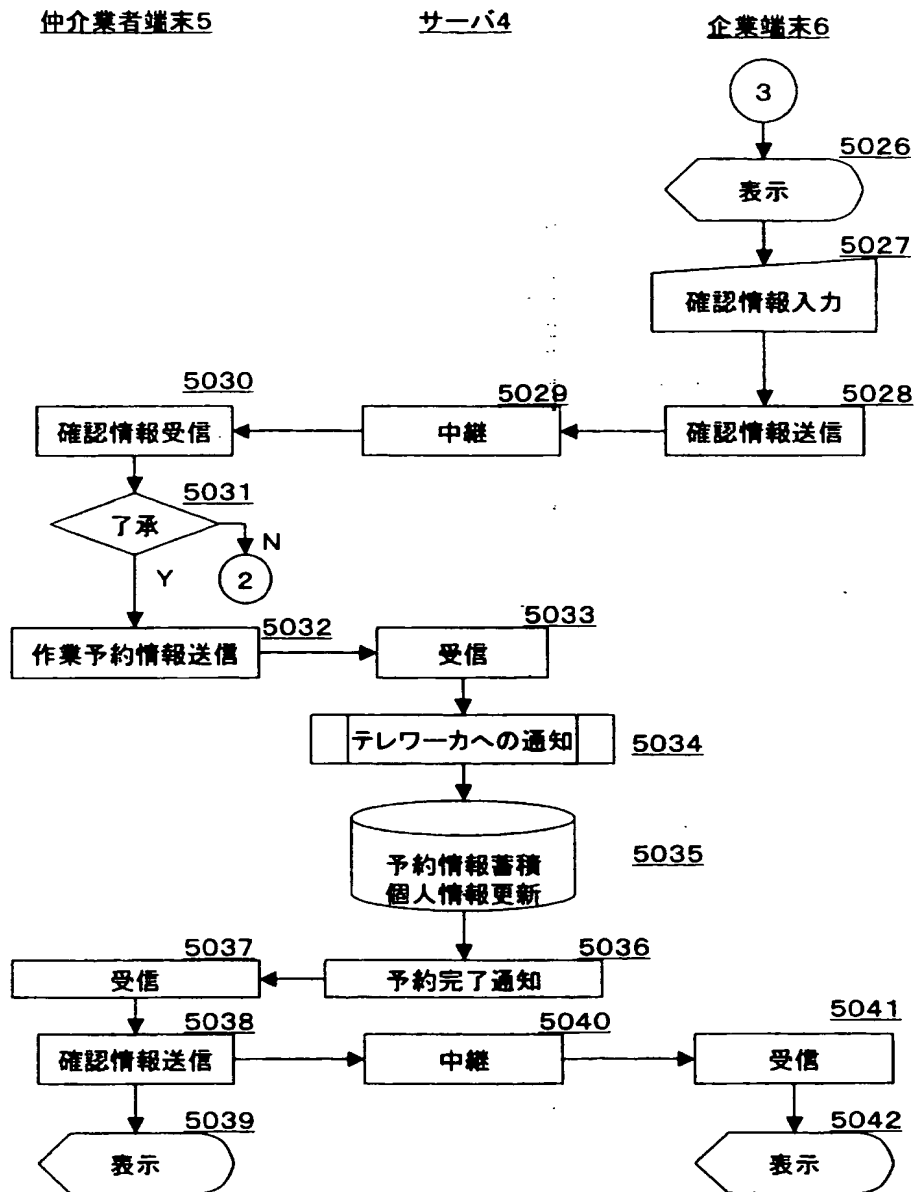 仲介業者端末5
サーバ4
企業端末6
3
5026
表示
5027
確認情報入力
5030
5029
5028
確認情報受信
中継
確認情報送信
5031
了承
N
2
Y
5032
5033
作業予約情報送信
受信
テレワーカへの通知
5034
予約情報蓄積
個人情報更新
5035
5037
5036
受信
予約完了通知
5038
5040
5041
確認情報送信
中継
受信
5039
5042
表示
表示